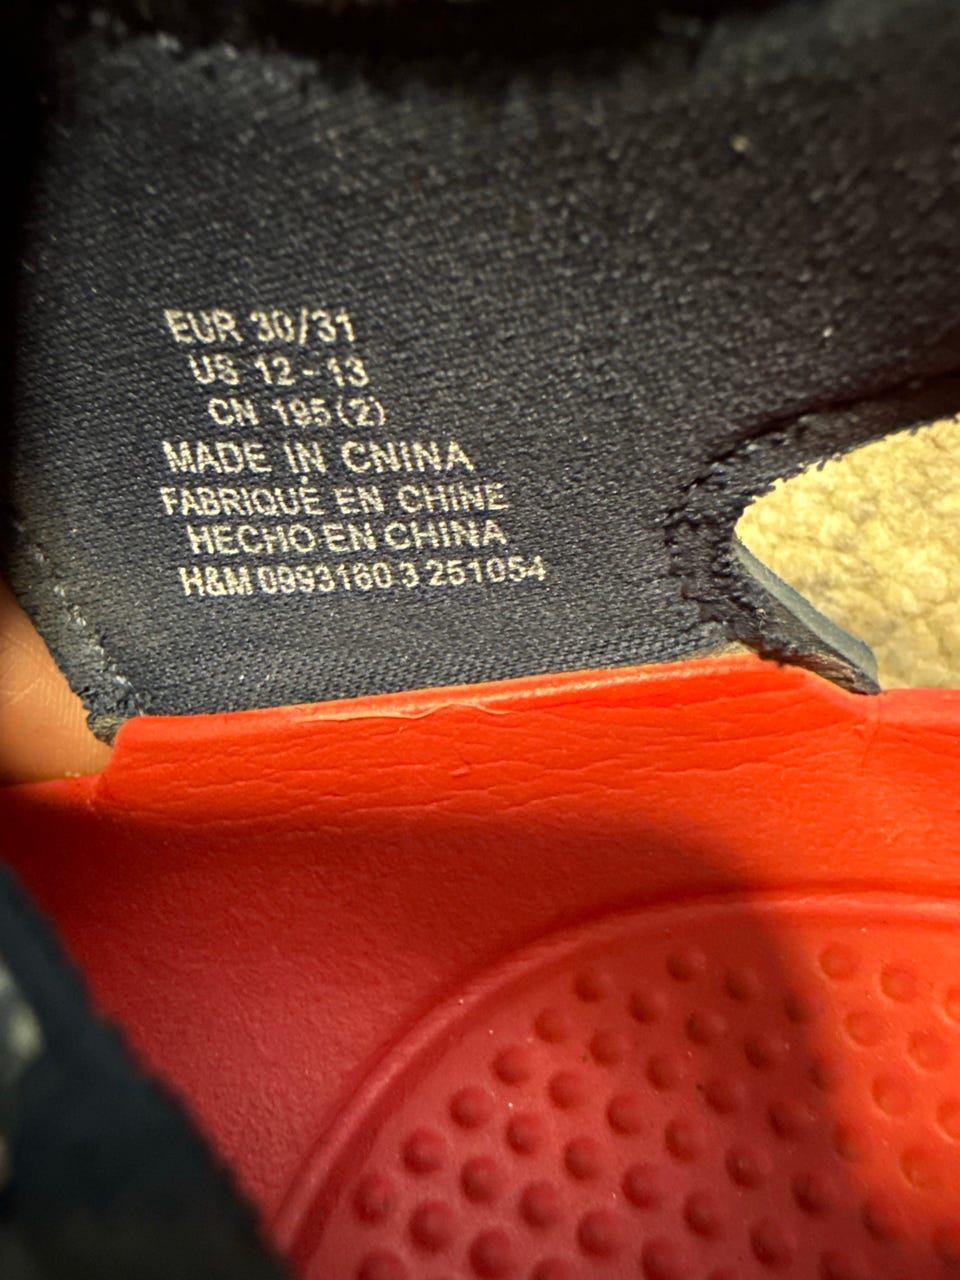 EUR 30/31
US 12-13
CN 195(2)
MADE IN CNINA
FABRIQUÉ EN CHINE
HECHO EN CHINA
H&M 0993160 3 251054